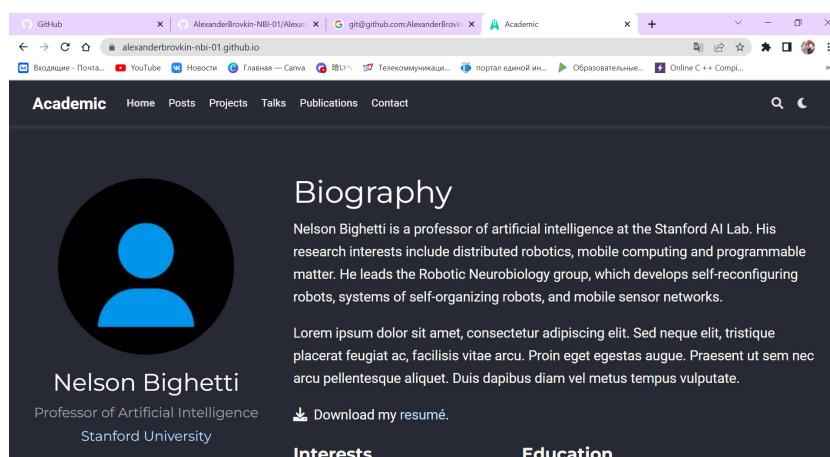 GitHub
AlexanderBrovkin-NBI-01/Alexan
git@github.com:AlexanderBrovki
Academic
alexanderbrovkin-nbi-01.github.io
Входящие - Почта...
YouTube
Новости
Главная — Canva
Телекоммуникаци...
портал единой ин...
Образовательные...
Online C ++ Compi...
Academic
Home
Posts
Projects
Talks
Publications
Contact
Biography
Nelson Bighetti is a professor of artificial intelligence at the Stanford AI Lab. His
research interests include distributed robotics, mobile computing and programmable
matter. He leads the Robotic Neurobiology group, which develops self-reconfiguring
robots, systems of self-organizing robots, and mobile sensor networks.
Lorem ipsum dolor sit amet, consectetur adipiscing elit. Sed neque elit, tristique
placerat feugiat ac, facilisis vitae arcu. Proin eget egestas augue. Praesent ut sem nec
arcu pellentesque aliquet. Duis dapibus diam vel metus tempus vulputate.
Download my resumé.
Nelson Bighetti
Professor of Artificial Intelligence
Stanford University
Interests
Education